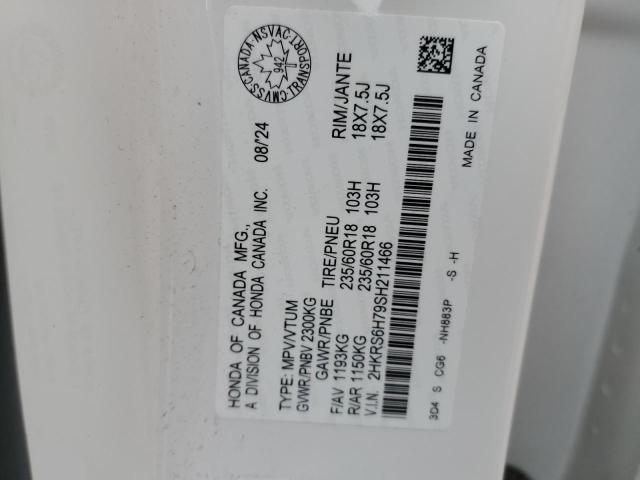 HONDA OF CANADA MFG.,
A DIVISION OF HONDA CANADA INC. 08/'24
CMVSS·CANADA·NSVAC·TRANSPORT
942
TYPE: MPV/VTUM
GVWR/PNBV 2300KG
GAWR/PNBE TIRE/PNEU RIM/JANTE
F/AV 1193KG 235/60R18 103H 18X7.5J
R/AR 1150KG 235/60R18 103H 18X7.5J
V.I.N. 2HKRS6H79SH211466
3D4 S CG6 -NH883P -S -H
MADE IN CANADA